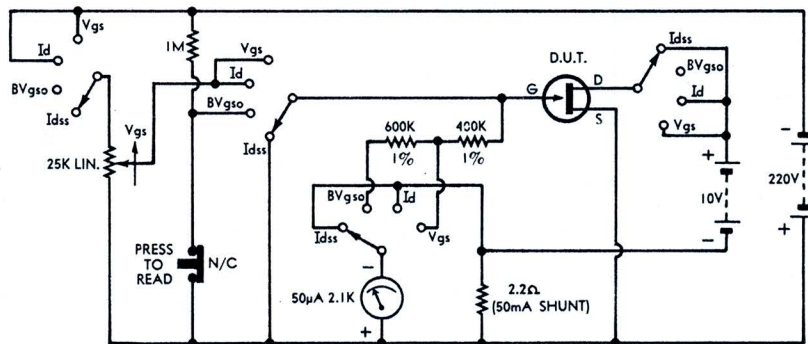 Vgs
Id
BVgso
Idss
Vgs
25K LIN.
1M
PRESS
TO
READ
N/C
Vgs
Id
BVgso
Idss
600K
1%
400K
1%
BVgso
Id
Idss
Vgs
50µA 2.1K
−
+
2.2Ω
(50mA SHUNT)
D.U.T.
G
D
S
Idss
BVgso
Id
Vgs
+
10V
−
−
220V
+